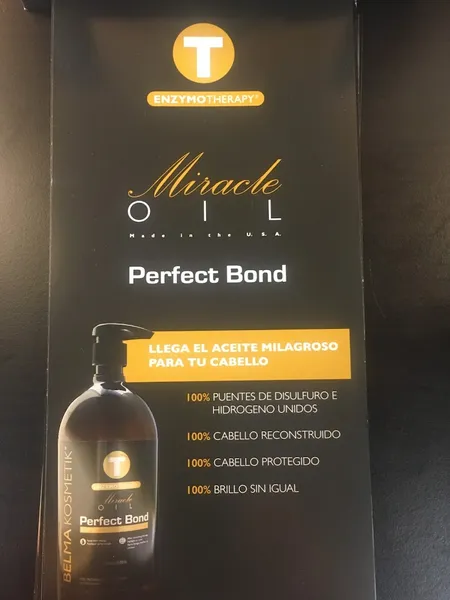 T
ENZYMOTHERAPY®
Miracle
OIL
Made in the U.S.A.
Perfect Bond
LLEGA EL ACEITE MILAGROSO
PARA TU CABELLO
100% PUENTES DE DISULFURO E
HIDROGENO UNIDOS
100% CABELLO RECONSTRUIDO
100% CABELLO PROTEGIDO
100% BRILLO SIN IGUAL
BELMA KOSMETIK®
T
ENZYMOTHERAPY
Miracle
OIL
Perfect Bond